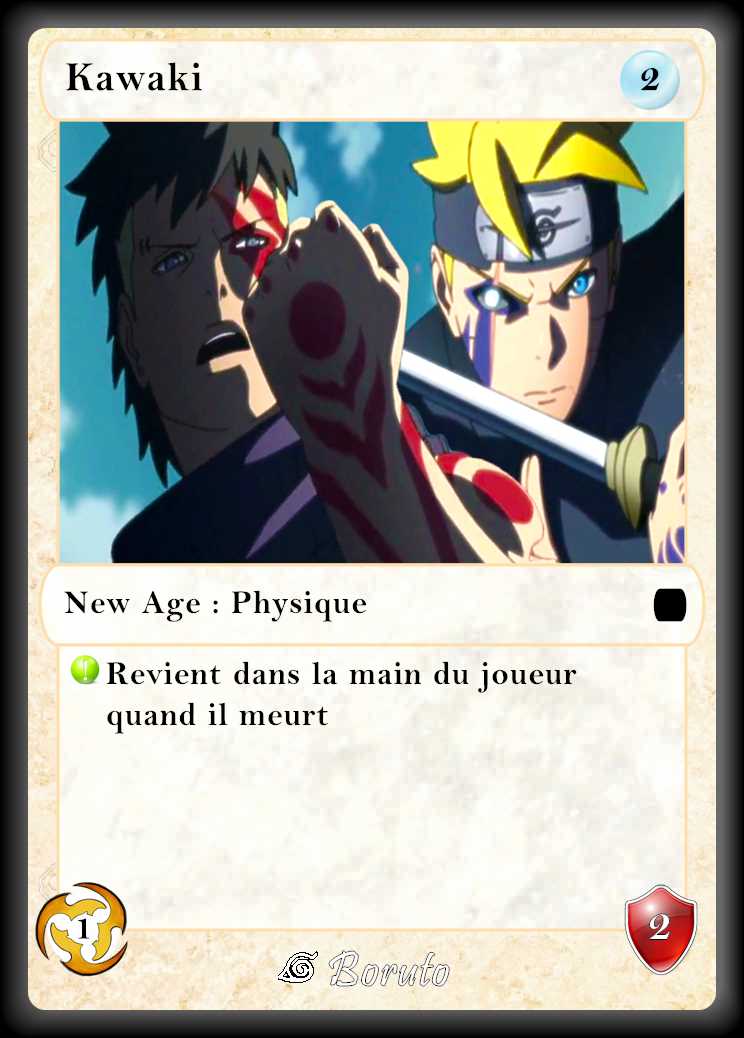 Kawaki
2
New Age : Physique
Revient dans la main du joueur
quand il meurt
1
2
Boruto